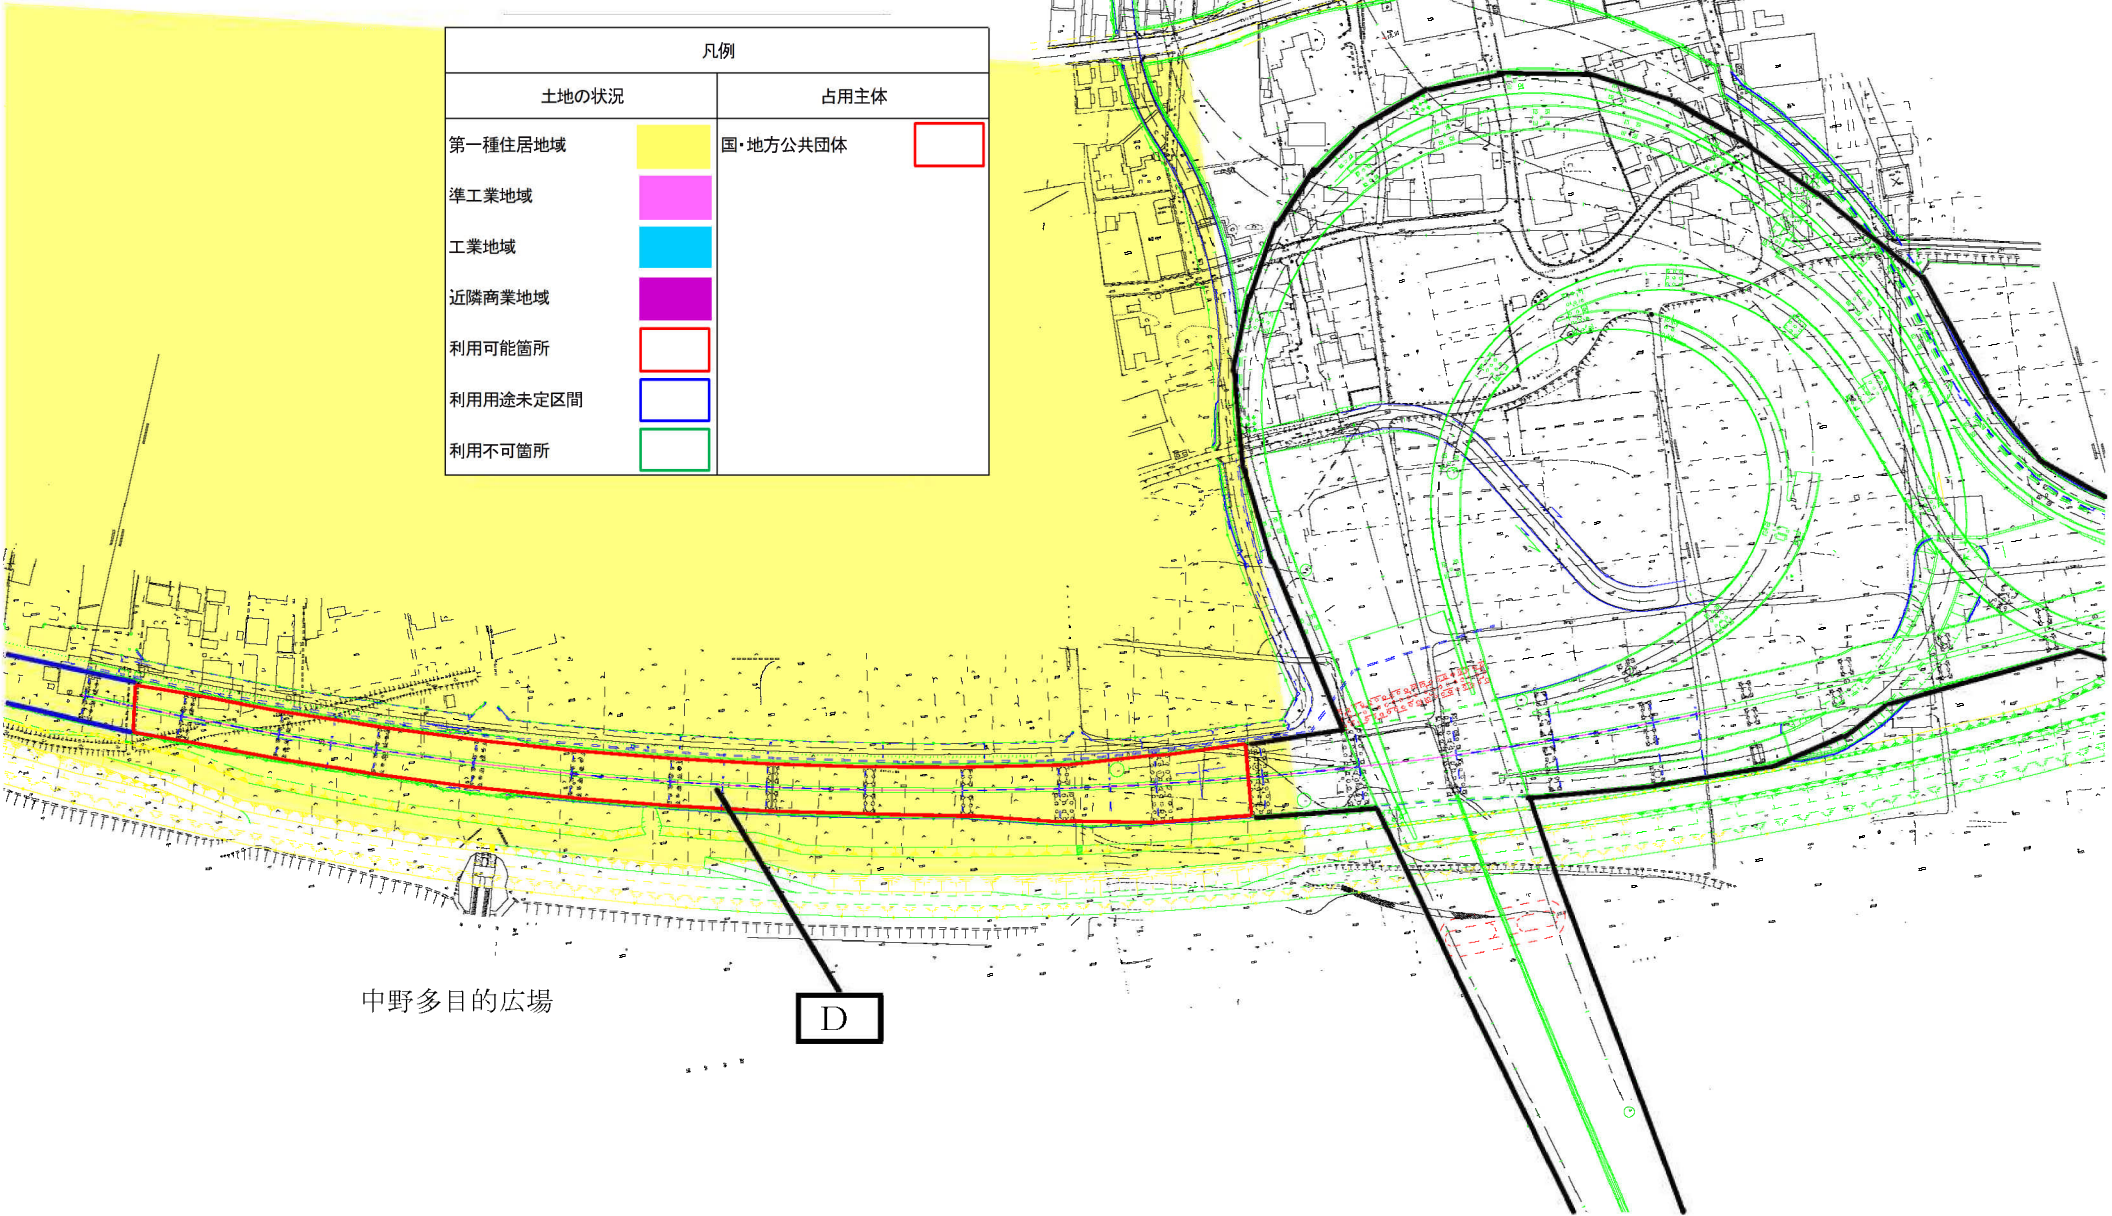 凡例
土地の状況
占用主体
第一種住居地域
国・地方公共団体
準工業地域
工業地域
近隣商業地域
利用可能箇所
利用用途未定区間
利用不可箇所
中野多目的広場
D